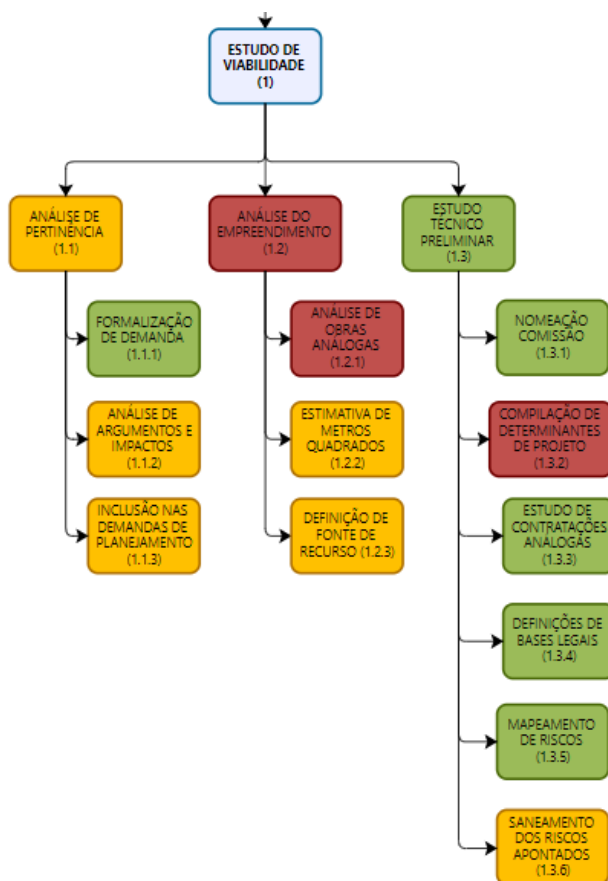 ESTUDO DE
VIABILIDADE
(1)
ANÁLISE DE
PERTINÊNCIA
(1.1)
ANÁLISE DO
EMPREENDIMENTO
(1.2)
ESTUDO
TÉCNICO
PRELIMINAR
(1.3)
FORMALIZAÇÃO
DE DEMANDA
(1.1.1)
ANÁLISE DE
ARGUMENTOS E
IMPACTOS
(1.1.2)
INCLUSÃO NAS
DEMANDAS DE
PLANEJAMENTO
(1.1.3)
ANÁLISE DE
OBRAS
ANÁLOGAS
(1.2.1)
ESTIMATIVA DE
METROS
QUADRADOS
(1.2.2)
DEFINIÇÃO DE
FONTE DE
RECURSO (1.2.3)
NOMEAÇÃO
COMISSÃO
(1.3.1)
COMPILAÇÃO DE
DETERMINANTES
DE PROJETO
(1.3.2)
ESTUDO DE
CONTRATAÇÕES
ANÁLOGAS
(1.3.3)
DEFINIÇÕES DE
BASES LEGAIS
(1.3.4)
MAPEAMENTO
DE RISCOS
(1.3.5)
SANEAMENTO
DOS RISCOS
APONTADOS
(1.3.6)